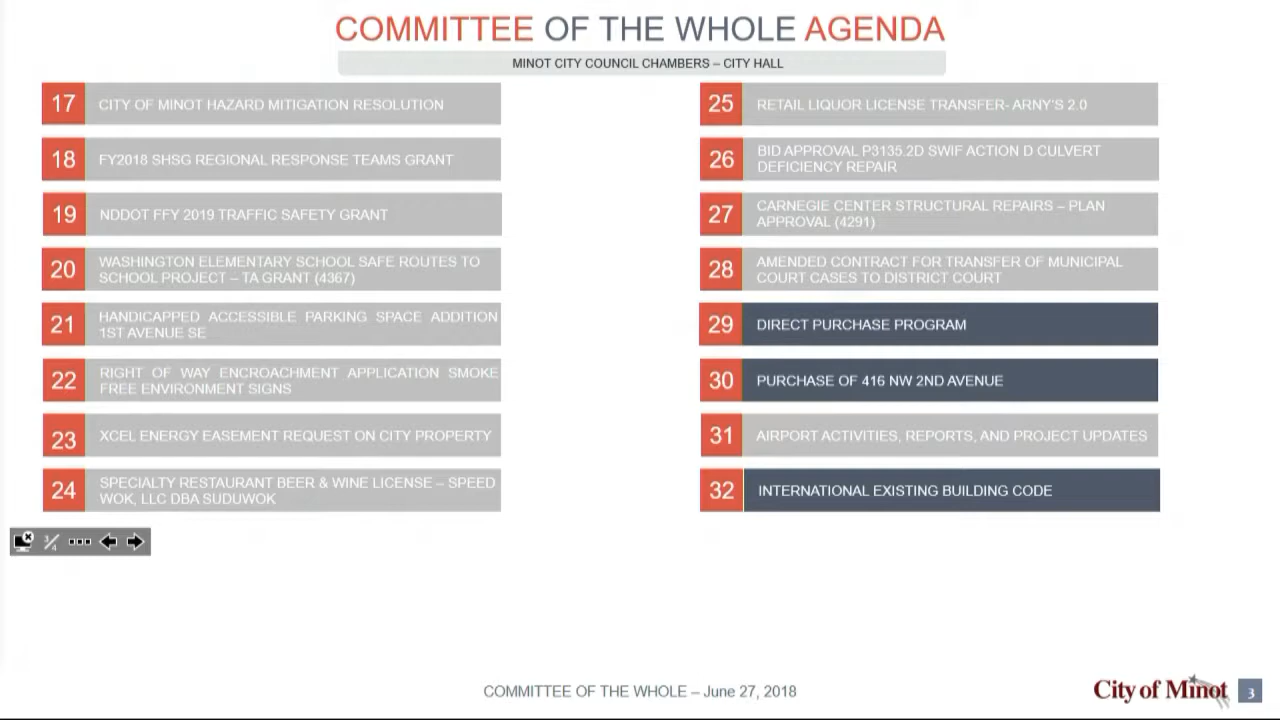 COMMITTEE OF THE WHOLE AGENDA
MINOT CITY COUNCIL CHAMBERS – CITY HALL
17 CITY OF MINOT HAZARD MITIGATION RESOLUTION
18 FY2018 SHSG REGIONAL RESPONSE TEAMS GRANT
19 NDDOT FFY 2019 TRAFFIC SAFETY GRANT
20 WASHINGTON ELEMENTARY SCHOOL SAFE ROUTES TO
SCHOOL PROJECT – TA GRANT (4367)
21 HANDICAPPED ACCESSIBLE PARKING SPACE ADDITION
1ST AVENUE SE
22 RIGHT OF WAY ENCROACHMENT APPLICATION SMOKE
FREE ENVIRONMENT SIGNS
23 XCEL ENERGY EASEMENT REQUEST ON CITY PROPERTY
24 SPECIALTY RESTAURANT BEER & WINE LICENSE – SPEED
WOK, LLC DBA SUDUWOK
25 RETAIL LIQUOR LICENSE TRANSFER- ARNY'S 2.0
26 BID APPROVAL P3135.2D SWIF ACTION D CULVERT
DEFICIENCY REPAIR
27 CARNEGIE CENTER STRUCTURAL REPAIRS – PLAN
APPROVAL (4291)
28 AMENDED CONTRACT FOR TRANSFER OF MUNICIPAL
COURT CASES TO DISTRICT COURT
29 DIRECT PURCHASE PROGRAM
30 PURCHASE OF 416 NW 2ND AVENUE
31 AIRPORT ACTIVITIES, REPORTS, AND PROJECT UPDATES
32 INTERNATIONAL EXISTING BUILDING CODE
3/4
COMMITTEE OF THE WHOLE – June 27, 2018
City of Minot
3